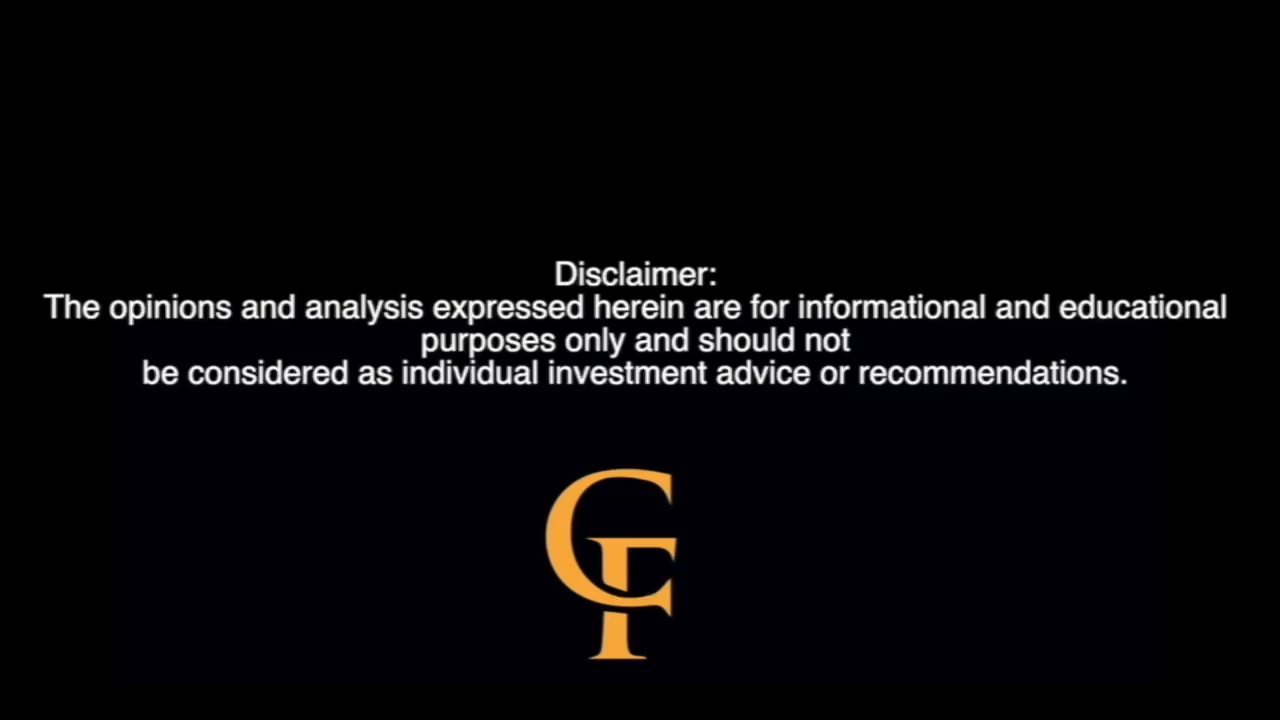 Disclaimer:
The opinions and analysis expressed herein are for informational and educational
purposes only and should not
be considered as individual investment advice or recommendations.
CF